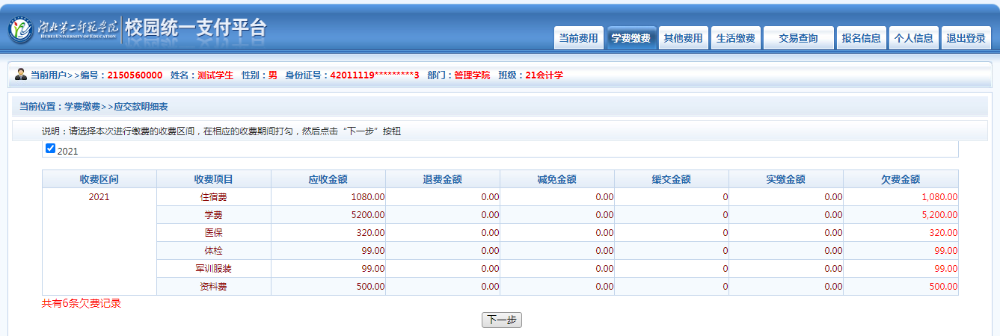 湖北第二师范学院 校园统一支付平台
HUBEI UNIVERSITY OF EDUCATION
当前费用 学费缴费 其他费用 生活缴费 交易查询 报名信息 个人信息 退出登录
当前用户>>编号：2150560000 姓名：测试学生 性别：男 身份证号：42011119*********3 部门：管理学院 班级：21会计学
当前位置：学费缴费>>应交款明细表
说明：请选择本次进行缴费的收费区间，在相应的收费期间打勾，然后点击“下一步”按钮
2021
收费区间 收费项目 应收金额 退费金额 减免金额 缓交金额 实缴金额 欠费金额
2021 住宿费 1080.00 0.00 0.00 0 0.00 1,080.00
学费 5200.00 0.00 0.00 0 0.00 5,200.00
医保 320.00 0.00 0.00 0 0.00 320.00
体检 99.00 0.00 0.00 0 0.00 99.00
军训服装 99.00 0.00 0.00 0 0.00 99.00
资料费 500.00 0.00 0.00 0 0.00 500.00
共有6条欠费记录
下一步